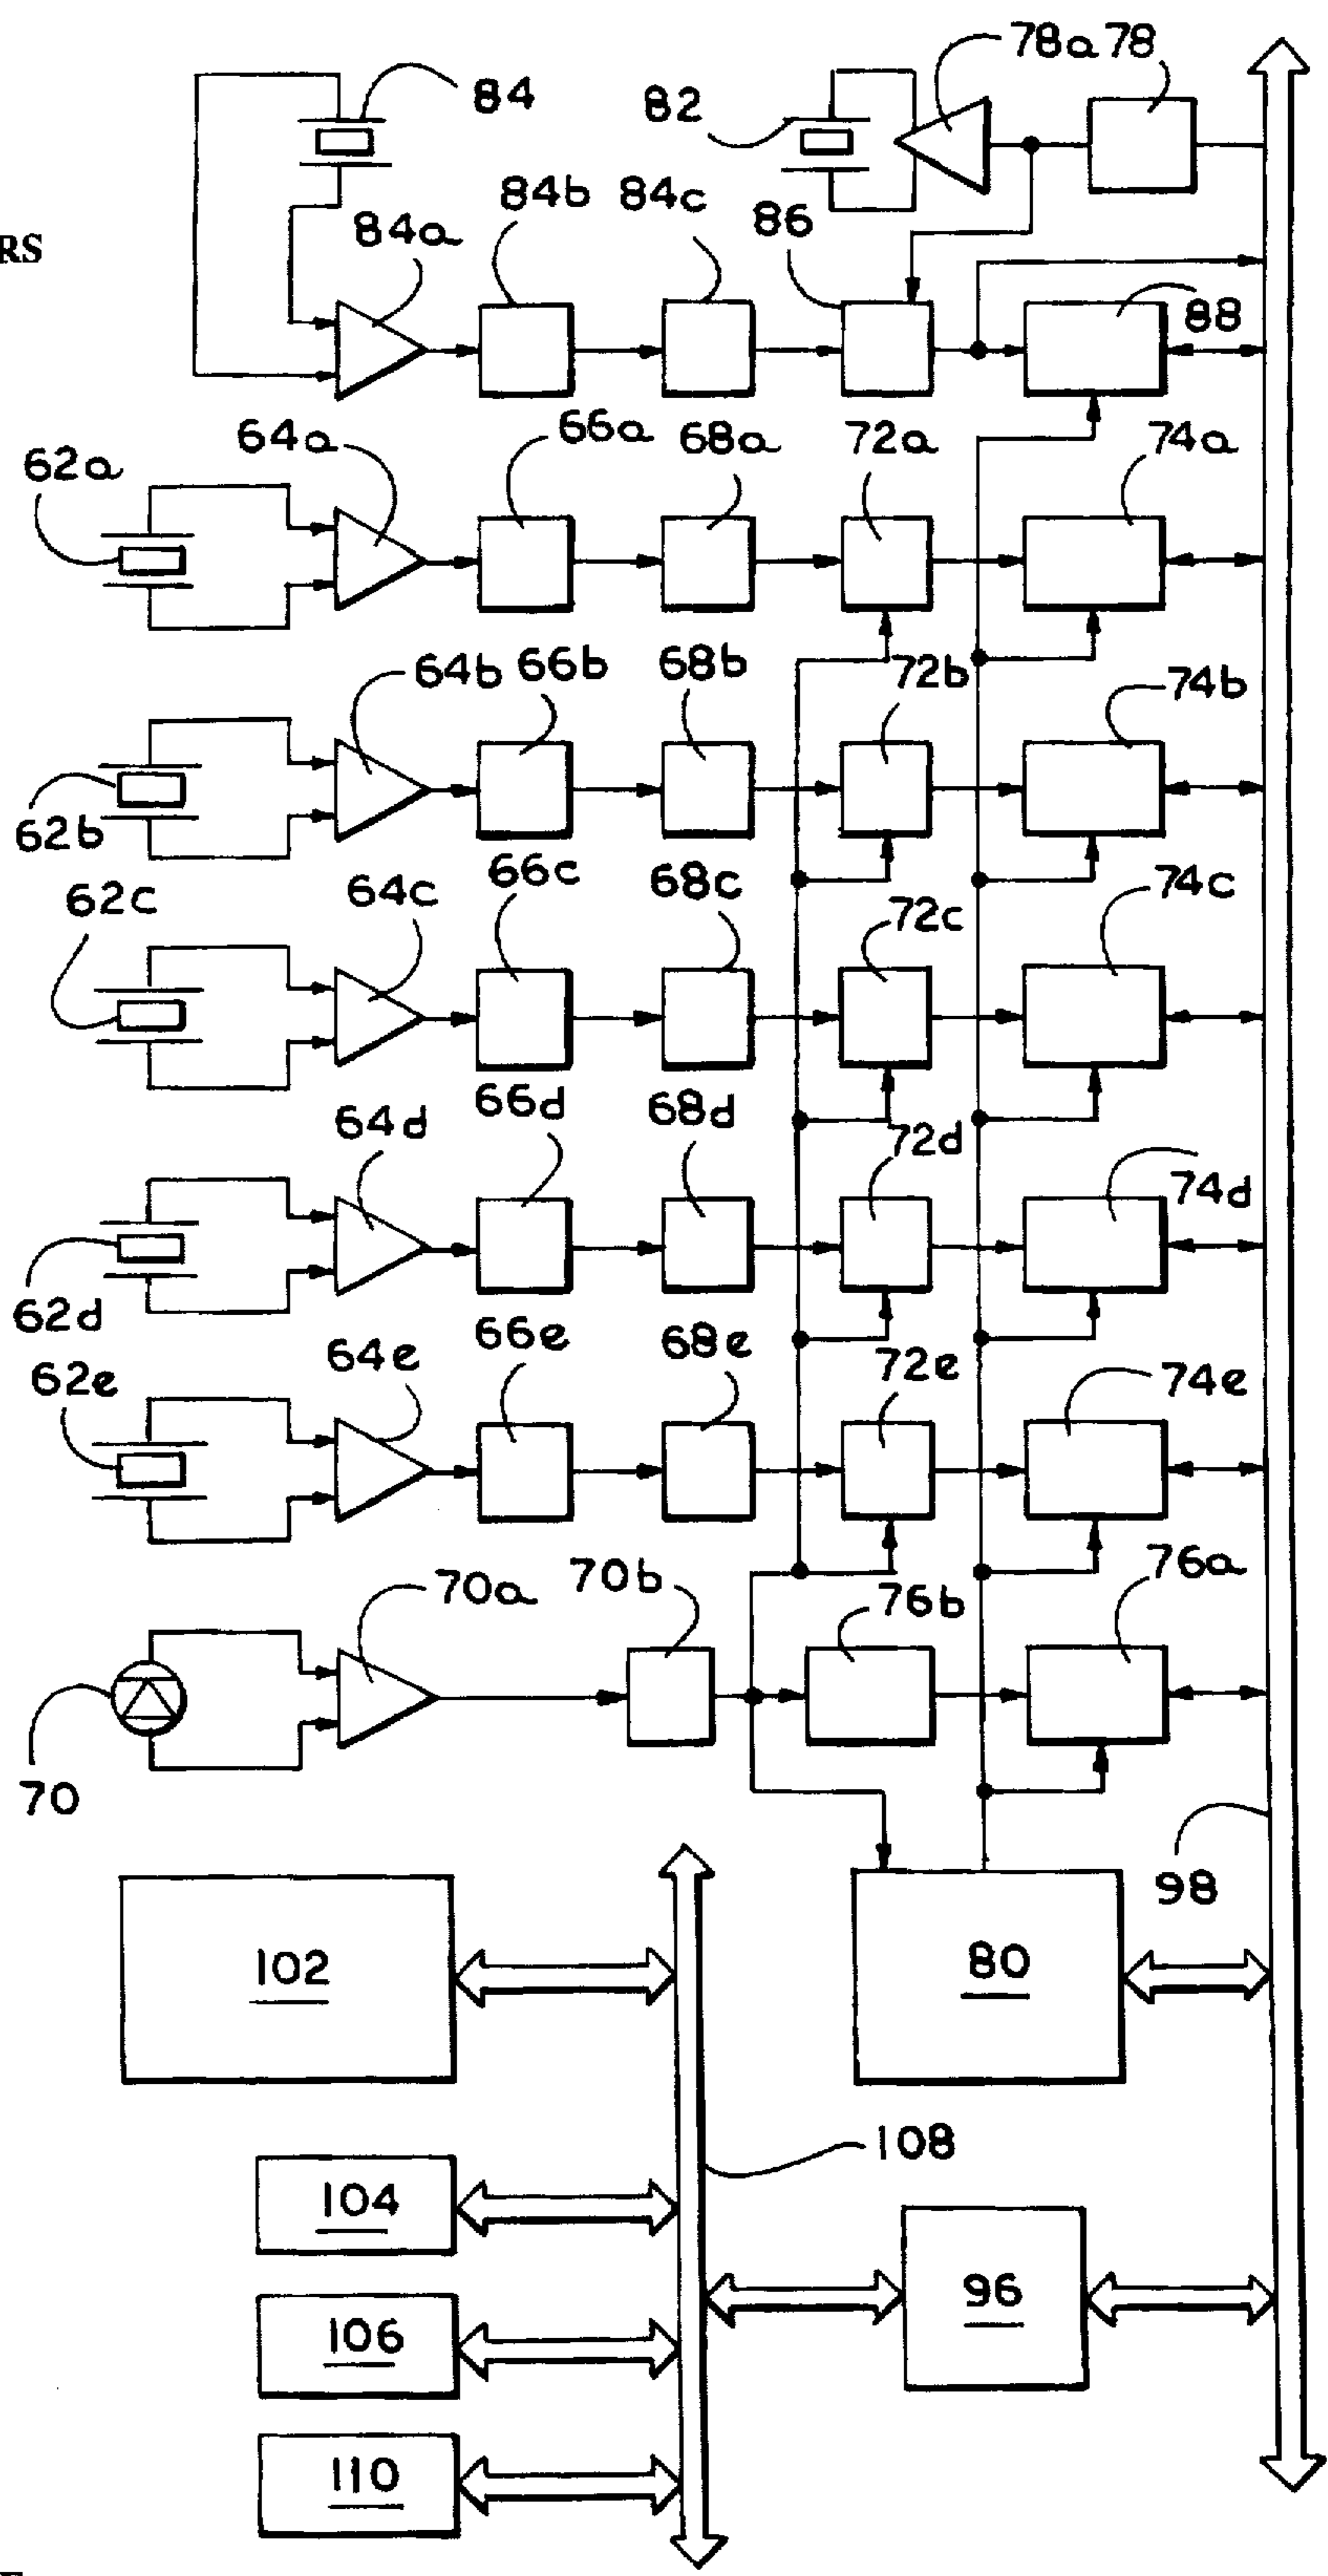 78a 78
84
82
84b 84c
86
84a
RS
88
66a 68a 72a 74a
64a
62a
64b 66b 68b 72b 74b
62b
66c 68c 74c
64c 72c
62c
66d 68d
64d 72d
74d
62d
66e 68e
64e 72e 74e
62e
70b 76a
70a 76b
70
98
102 80
108
104
96
106
110